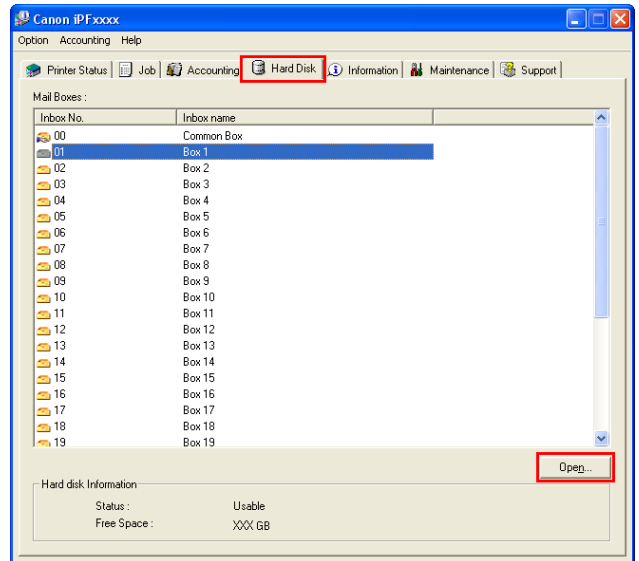 Canon iPFxxxx
Option Accounting Help
Printer Status Job Accounting Hard Disk Information Maintenance Support
Mail Boxes :
Inbox No. Inbox name
00 Common Box
01 Box 1
02 Box 2
03 Box 3
04 Box 4
05 Box 5
06 Box 6
07 Box 7
08 Box 8
09 Box 9
10 Box 10
11 Box 11
12 Box 12
13 Box 13
14 Box 14
15 Box 15
16 Box 16
17 Box 17
18 Box 18
19 Box 19
Open...
Hard disk Information
Status : Usable
Free Space : XXX GB